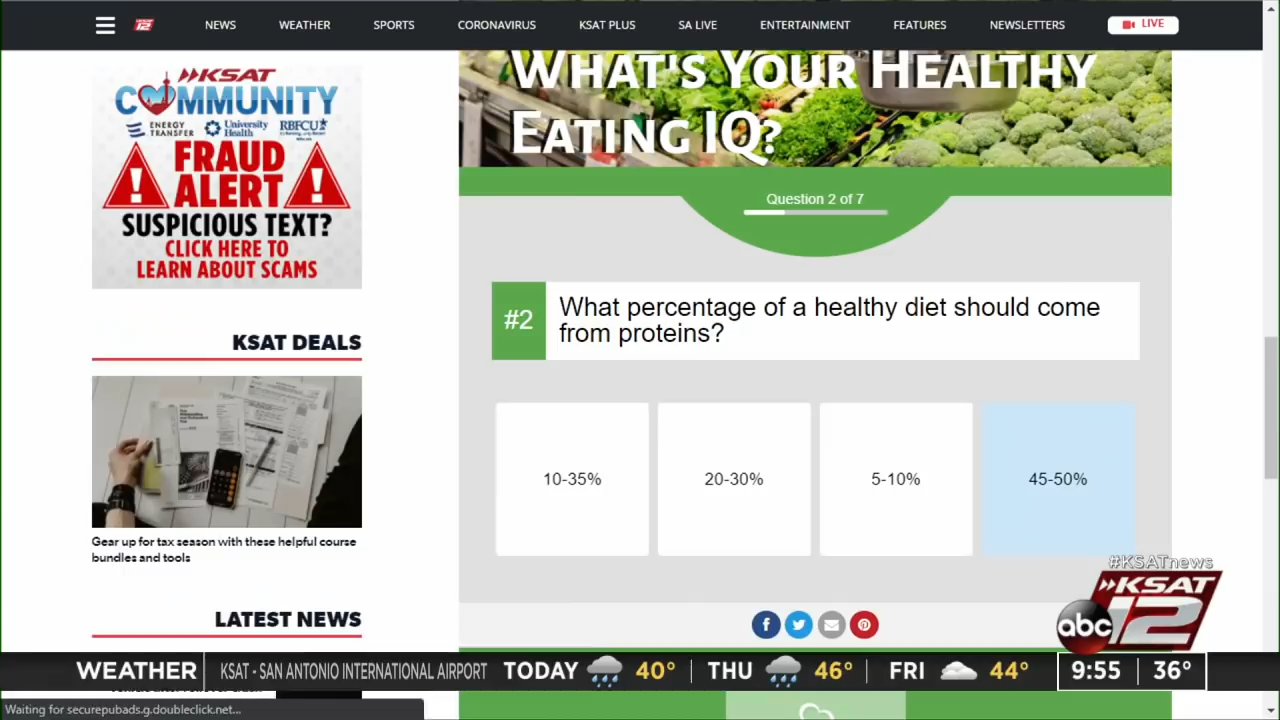 NEWS
WEATHER
SPORTS
CORONAVIRUS
KSAT PLUS
SA LIVE
ENTERTAINMENT
FEATURES
NEWSLETTERS
LIVE
12
KSAT
COMMUNITY
ENERGY TRANSFER
University Health
RBFCU
FRAUD
ALERT
SUSPICIOUS TEXT?
CLICK HERE TO
LEARN ABOUT SCAMS
KSAT DEALS
Gear up for tax season with these helpful course
bundles and tools
LATEST NEWS
WHAT'S YOUR HEALTHY
EATING IQ?
Question 2 of 7
#2
What percentage of a healthy diet should come
from proteins?
10-35%
20-30%
5-10%
45-50%
#KSATnews
KSAT
abc 12
WEATHER
KSAT - SAN ANTONIO INTERNATIONAL AIRPORT
TODAY 40° THU 46° FRI 44°
9:55 36°
Waiting for securepubads.g.doubleclick.net...